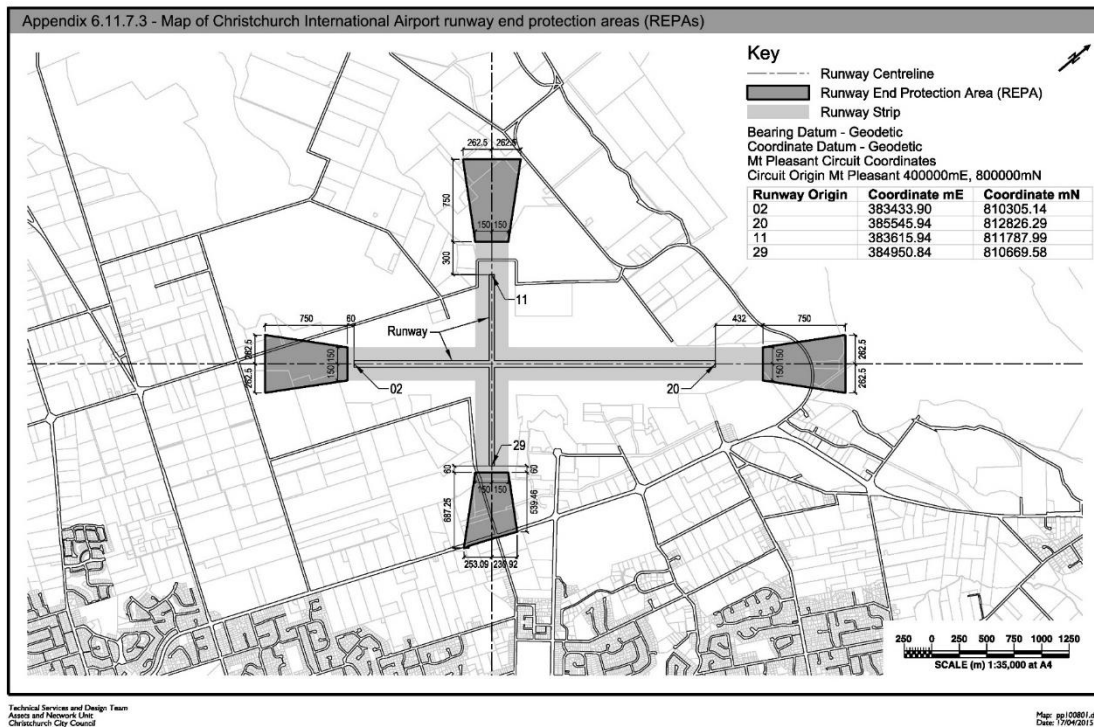 Appendix 6.11.7.3 - Map of Christchurch International Airport runway end protection areas (REPAs)
Key
Runway Centreline
Runway End Protection Area (REPA)
Runway Strip
Bearing Datum - Geodetic
Coordinate Datum - Geodetic
Mt Pleasant Circuit Coordinates
Circuit Origin Mt Pleasant 400000mE, 800000mN
Runway Origin Coordinate mE Coordinate mN
02 383433.90 810305.14
20 385545.94 812826.29
11 383615.94 811787.99
29 384950.84 810669.58
262.5 262.5
750
150 150
300
11
Runway
750 60
432 750
262.5 150
262.5 150
150 262.5
150 262.5
02
20
29
60 60
150 150
687.25
539.46
253.09 230.92
250 0 250 500 750 1000 1250
SCALE (m) 1:35,000 at A4
Technical Services and Design Team
Assets and Network Unit
Christchurch City Council
Map: pp100801.d
Date: 17/04/2015